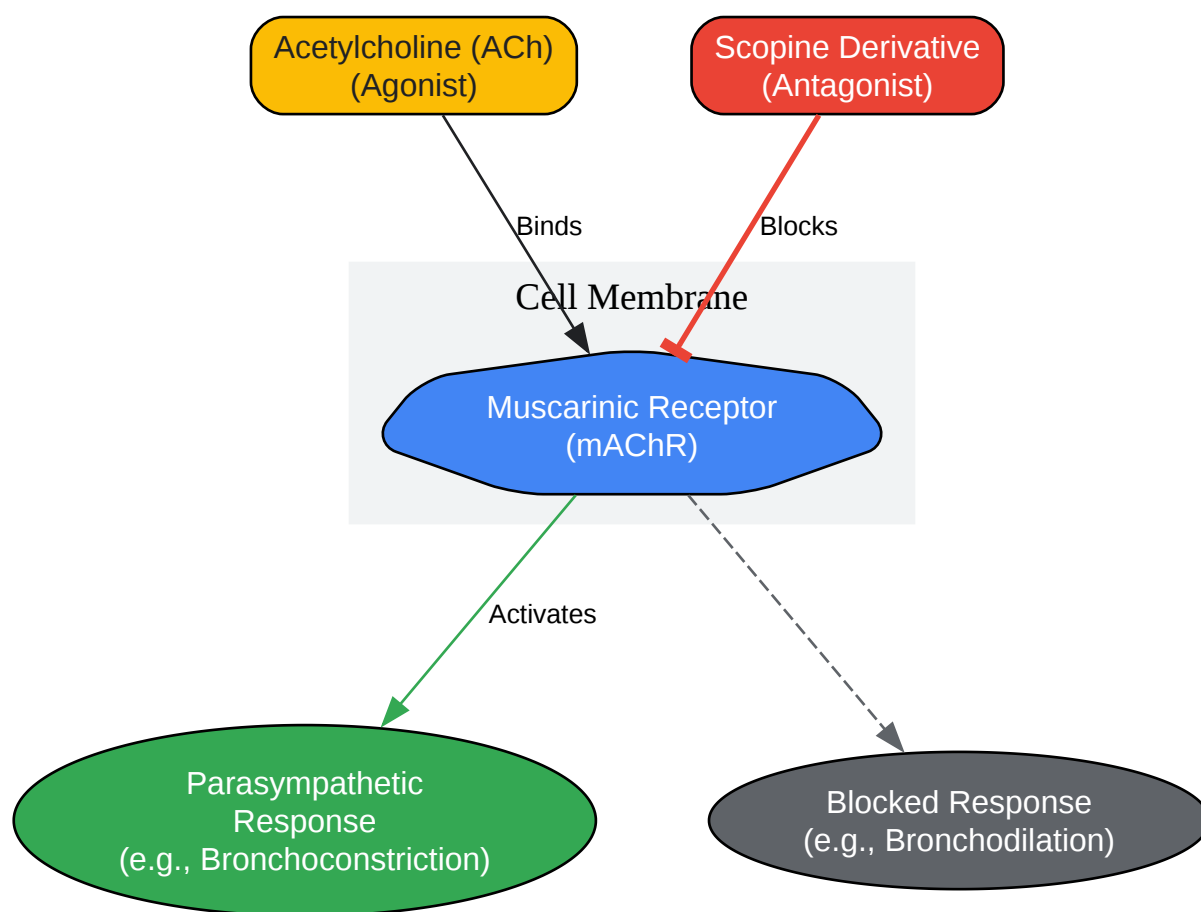 Acetylcholine (ACh)
(Agonist)
Scopine Derivative
(Antagonist)
Binds
Blocks
Cell Membrane
Muscarinic Receptor
(mAChR)
Activates
Parasympathetic
Response
(e.g., Bronchoconstriction)
Blocked Response
(e.g., Bronchodilation)